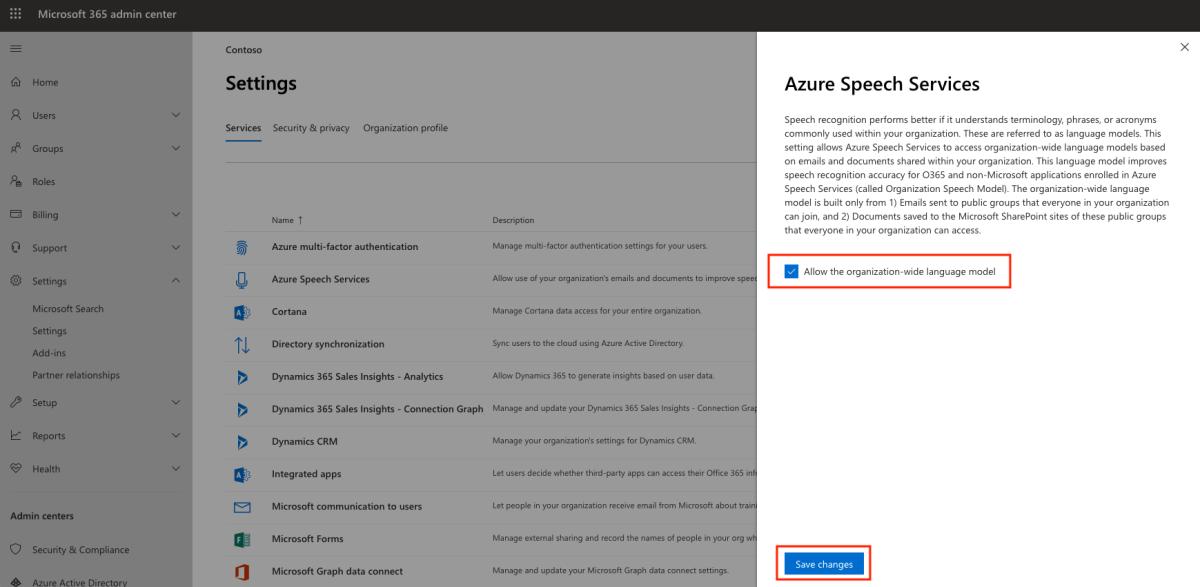 Microsoft 365 admin center
Home
Users
Groups
Roles
Billing
Support
Settings
Microsoft Search
Settings
Add-ins
Partner relationships
Setup
Reports
Health
Admin centers
Security & Compliance
Azure Active Directory
Contoso
Settings
Services Security & privacy Organization profile
Name ↑ Description
Azure multi-factor authentication Manage multi-factor authentication settings for your users.
Azure Speech Services Allow use of your organization's emails and documents to improve spee
Cortana Manage Cortana data access for your entire organization.
Directory synchronization Sync users to the cloud using Azure Active Directory.
Dynamics 365 Sales Insights - Analytics Allow Dynamics 365 to generate insights based on user data.
Dynamics 365 Sales Insights - Connection Graph Manage and update your Dynamics 365 Sales Insights - Connection Grap
Dynamics CRM Manage your organization's settings for Dynamics CRM.
Integrated apps Let users decide whether third-party apps can access their Office 365 inf
Microsoft communication to users Let people in your organization receive email from Microsoft about traini
Microsoft Forms Manage external sharing and record the names of people in your org wh
Microsoft Graph data connect Manage and update your Microsoft Graph data connect settings.
Azure Speech Services
Speech recognition performs better if it understands terminology, phrases, or acronyms
commonly used within your organization. These are referred to as language models. This
setting allows Azure Speech Services to access organization-wide language models based
on emails and documents shared within your organization. This language model improves
speech recognition accuracy for O365 and non-Microsoft applications enrolled in Azure
Speech Services (called Organization Speech Model). The organization-wide language
model is built only from 1) Emails sent to public groups that everyone in your organization
can join, and 2) Documents saved to the Microsoft SharePoint sites of these public groups
that everyone in your organization can access.
Allow the organization-wide language model
Save changes